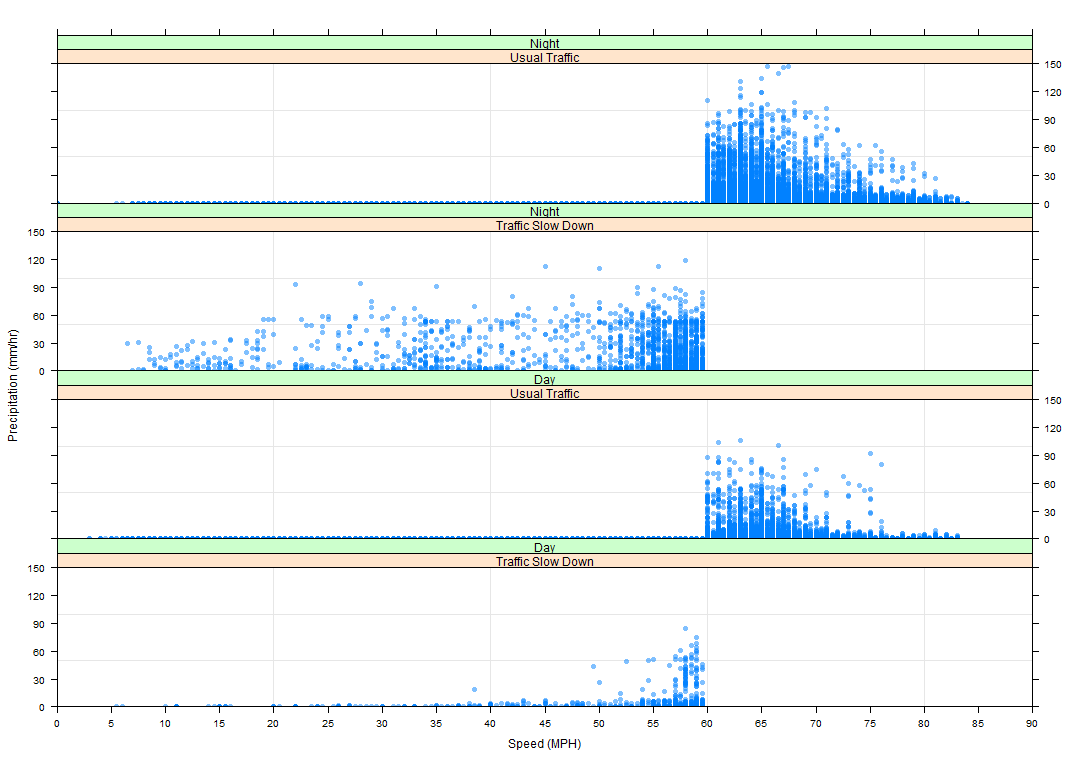 Night
Usual Traffic
150
120
90
60
30
0
Night
Traffic Slow Down
150
120
90
60
30
0
Day
Usual Traffic
150
120
90
60
30
0
Day
Traffic Slow Down
150
120
90
60
30
0
0 5 10 15 20 25 30 35 40 45 50 55 60 65 70 75 80 85 90
Speed (MPH)
Precipitation (mm/hr)